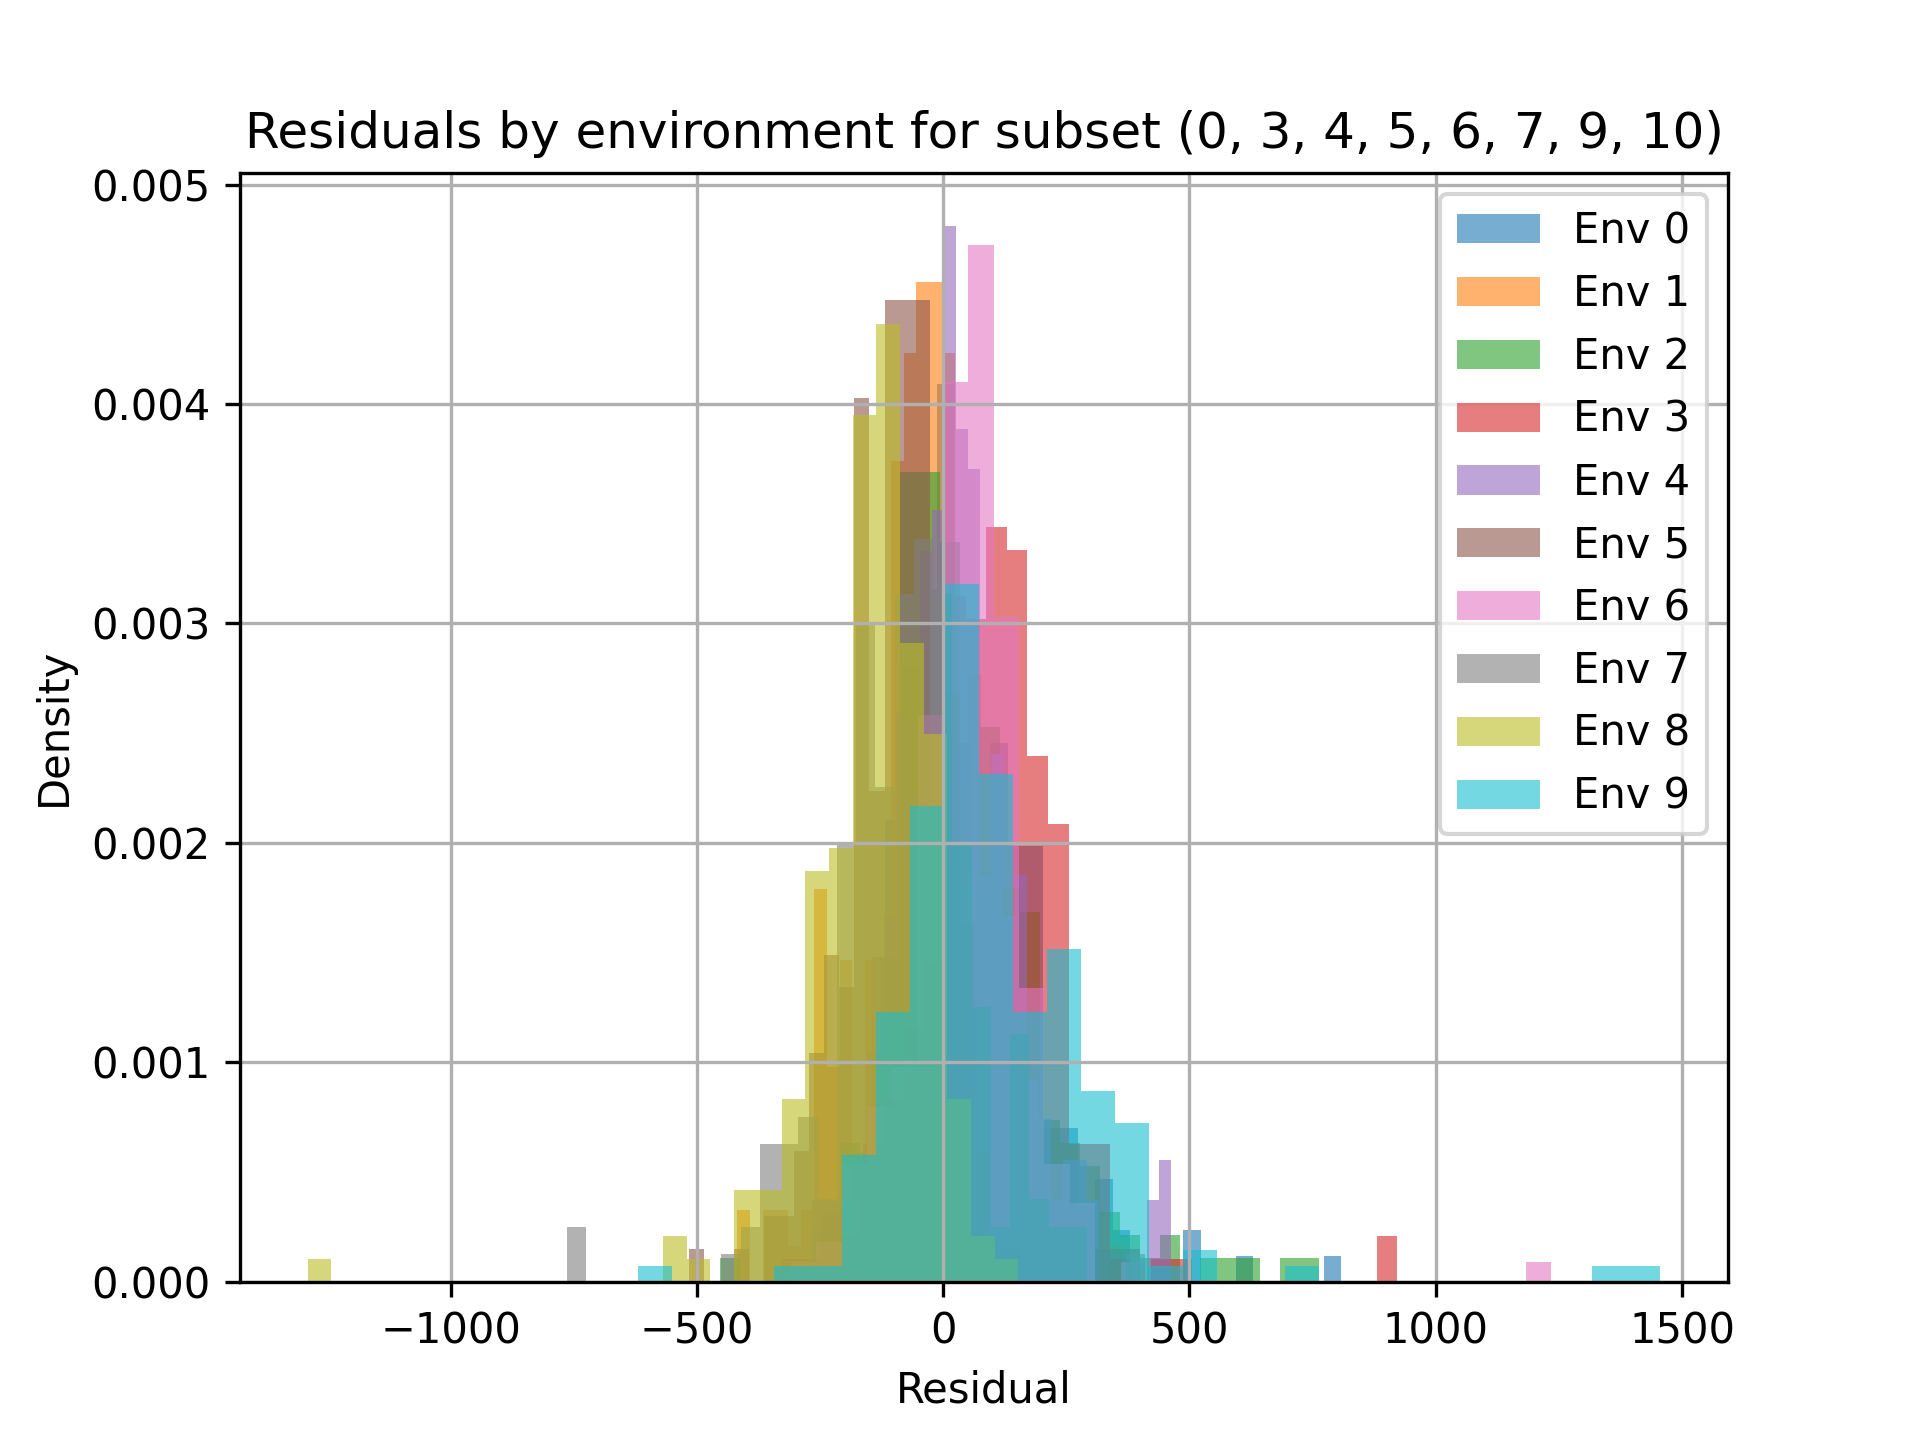 Residuals by environment for subset (0, 3, 4, 5, 6, 7, 9, 10)
0.005
0.004
0.003
0.002
0.001
0.000
Density
Env 0
Env 1
Env 2
Env 3
Env 4
Env 5
Env 6
Env 7
Env 8
Env 9
−1000
−500
0
500
1000
1500
Residual